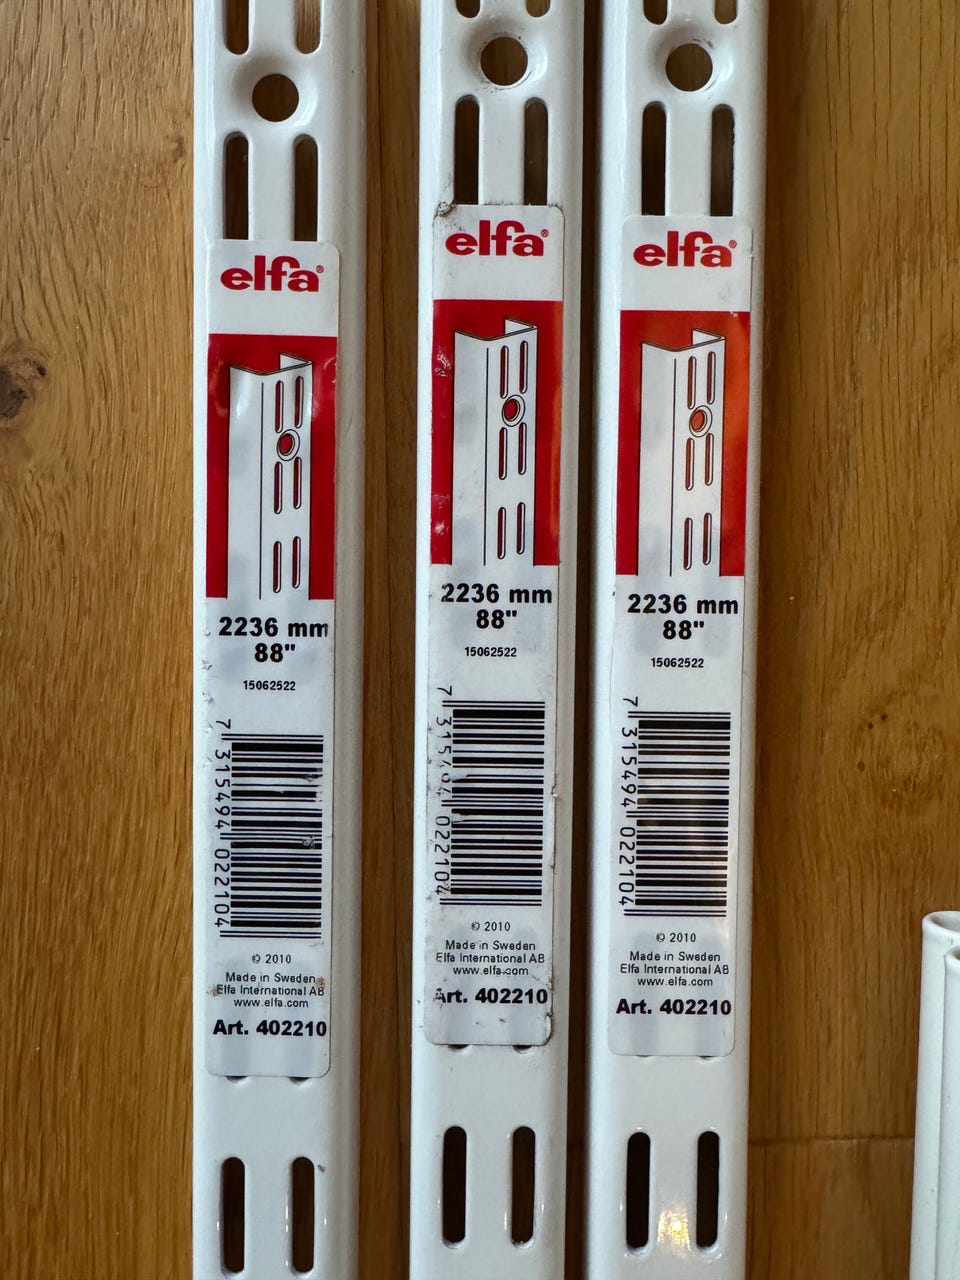 elfa®
2236 mm
88"
15062522
7 315494 022104
© 2010
Made in Sweden
Elfa International AB
www.elfa.com
Art. 402210
elfa®
2236 mm
88"
15062522
7 315494 022104
© 2010
Made in Sweden
Elfa International AB
www.elfa.com
Art. 402210
elfa®
2236 mm
88"
15062522
7 315494 022104
© 2010
Made in Sweden
Elfa International AB
www.elfa.com
Art. 402210